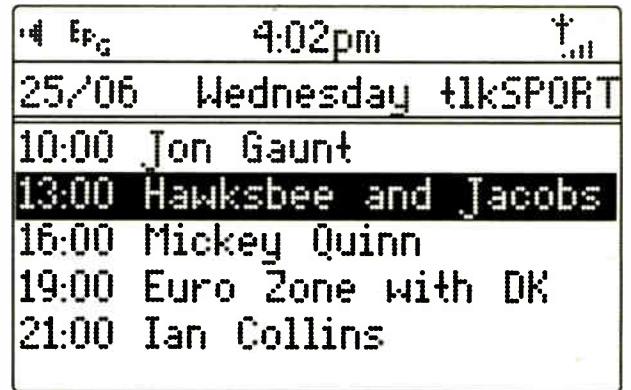 EPG 4:02pm
25/06 Wednesday tlkSPORT
10:00 Jon Gaunt
13:00 Hawksbee and Jacobs
16:00 Mickey Quinn
19:00 Euro Zone with DK
21:00 Ian Collins